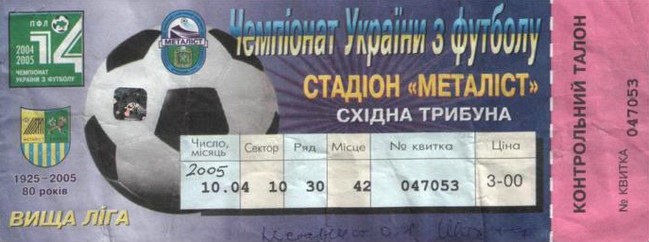 ПФЛ
2004
2005
14
ЧЕМПІОНАТ
УКРАЇНИ З ФУТБОЛУ
МЕТАЛІСТ
Чемпіонат України з футболу
СТАДІОН «МЕТАЛІСТ»
СХІДНА ТРИБУНА
МЕТАЛІСТ
1925-2005
80 років
ВИЩА ЛІГА
Число, місяць Сектор Ряд Місце № квитка Ціна
2005
10.04 10 30 42 047053 3-00
КОНТРОЛЬНИЙ ТАЛОН
№ КВИТКА 047053